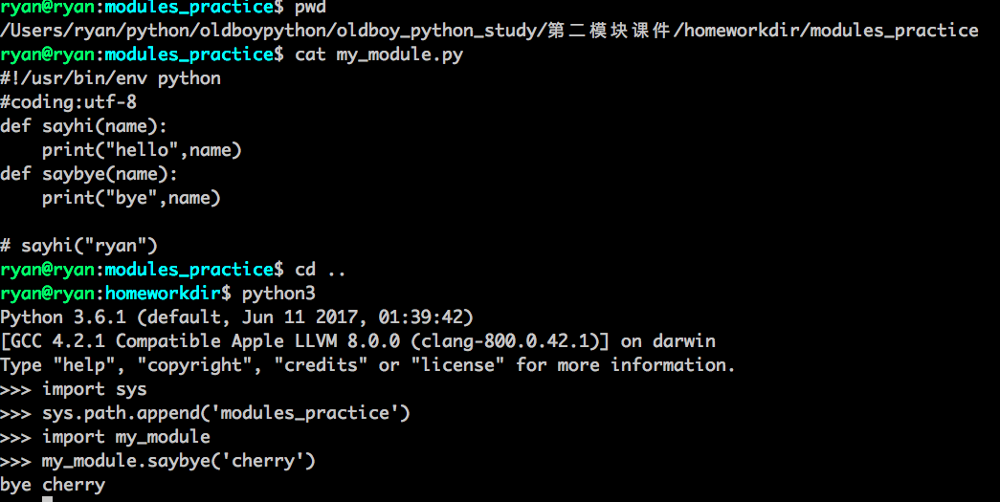 ryan@ryan:modules_practice$ pwd
/Users/ryan/python/oldboypython/oldboy_python_study/第二模块课件/homeworkdir/modules_practice
ryan@ryan:modules_practice$ cat my_module.py
#!/usr/bin/env python
#coding:utf-8
def sayhi(name):
    print("hello",name)
def saybye(name):
    print("bye",name)

# sayhi("ryan")
ryan@ryan:modules_practice$ cd ..
ryan@ryan:homeworkdir$ python3
Python 3.6.1 (default, Jun 11 2017, 01:39:42)
[GCC 4.2.1 Compatible Apple LLVM 8.0.0 (clang-800.0.42.1)] on darwin
Type "help", "copyright", "credits" or "license" for more information.
>>> import sys
>>> sys.path.append('modules_practice')
>>> import my_module
>>> my_module.saybye('cherry')
bye cherry